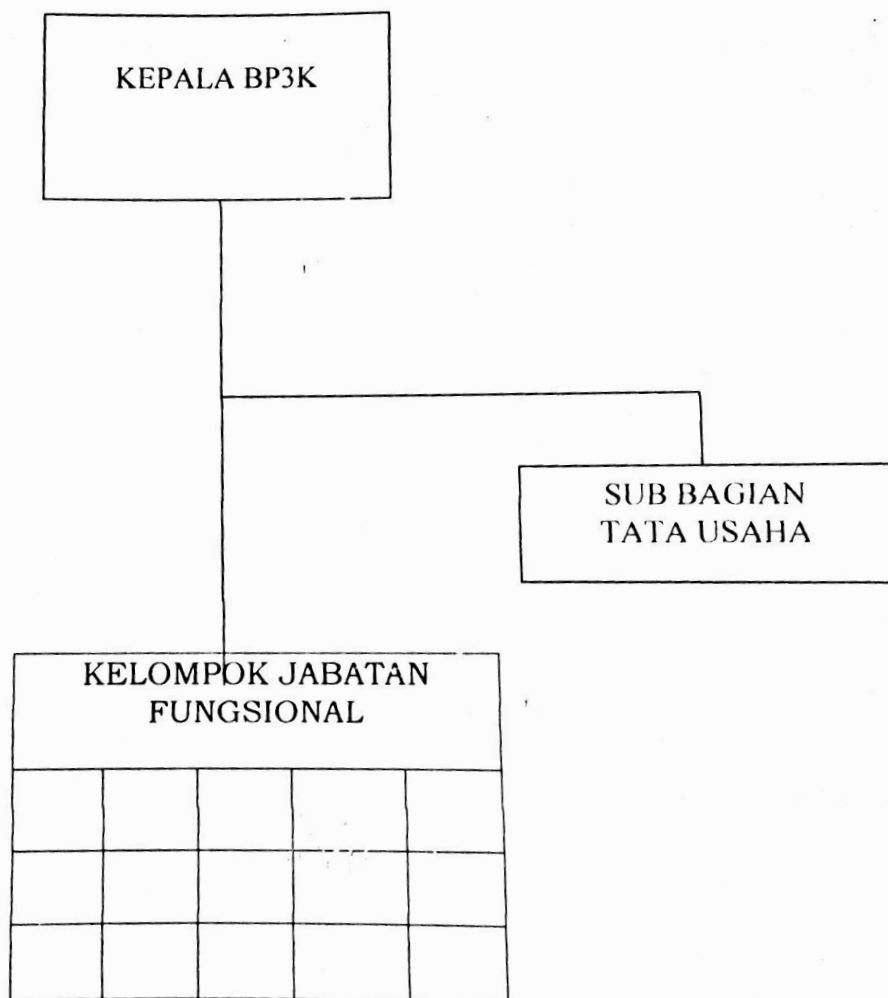 KEPALA BP3K
SUB BAGIAN
TATA USAHA
KELOMPOK JABATAN
FUNGSIONAL